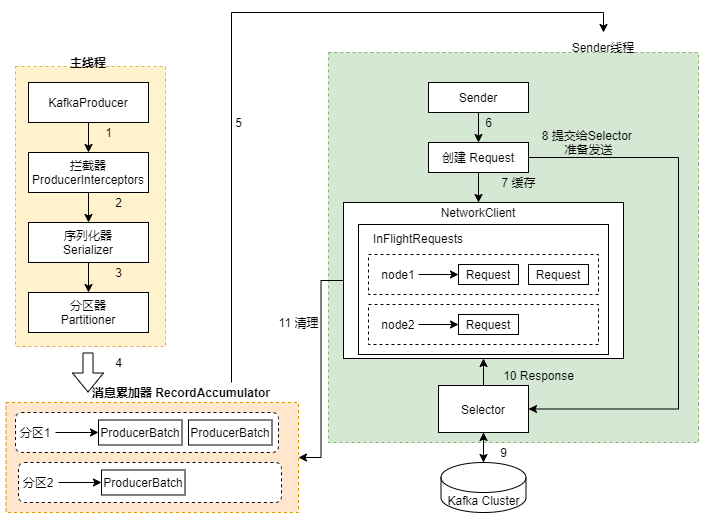 主线程
KafkaProducer
1
拦截器
ProducerInterceptors
2
序列化器
Serializer
3
分区器
Partitioner
4
消息累加器 RecordAccumulator
分区1
ProducerBatch
ProducerBatch
分区2
ProducerBatch
5
Sender线程
Sender
6
创建 Request
8 提交给Selector
准备发送
7 缓存
NetworkClient
InFlightRequests
node1
Request
Request
node2
Request
11 清理
10 Response
Selector
9
Kafka Cluster